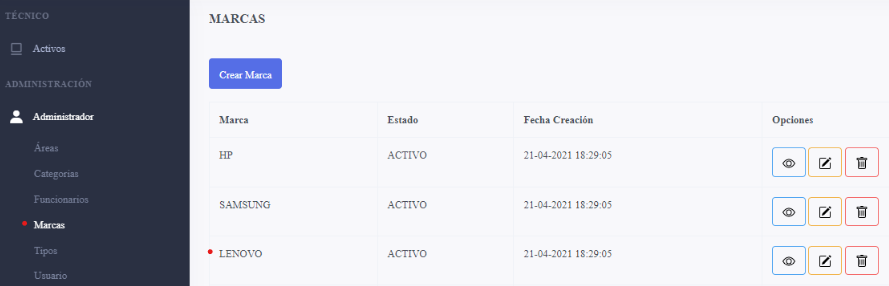 TÉCNICO
Activos
ADMINISTRACIÓN
Administrador
Áreas
Categorias
Funcionarios
Marcas
Tipos
Usuario
MARCAS
Crear Marca
Marca Estado Fecha Creación Opciones
HP ACTIVO 21-04-2021 18:29:05
SAMSUNG ACTIVO 21-04-2021 18:29:05
LENOVO ACTIVO 21-04-2021 18:29:05